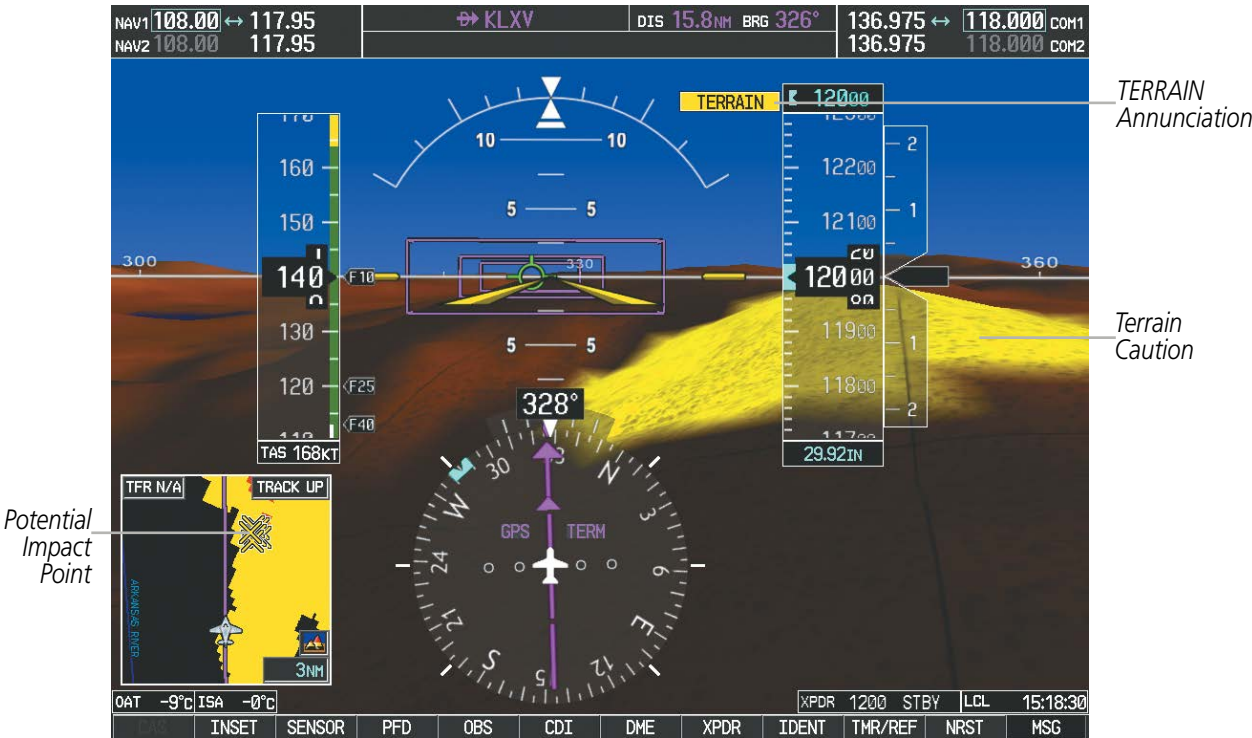 NAV1 108.00 ↔ 117.95
NAV2 108.00 117.95
KLXV
DIS 15.8NM BRG 326°
136.975 ↔ 118.000 COM1
136.975 118.000 COM2
TERRAIN
12000
TERRAIN
Annunciation
160
150
140
130
120
F10
F25
F40
TAS 168KT
10 10
5 5
5 5
300
330
360
12200
12100
20
12000
80
11900
11800
29.92IN
2
1
1
2
Terrain
Caution
328°
N
3
6
E
12
15
S
21
24
W
30
33
GPS TERM
TFR N/A
TRACK UP
ARKANSAS RIVER
3NM
Potential
Impact
Point
OAT -9°C ISA -0°C
XPDR 1200 STBY LCL 15:18:30
CAS INSET SENSOR PFD OBS CDI DME XPDR IDENT TMR/REF NRST MSG